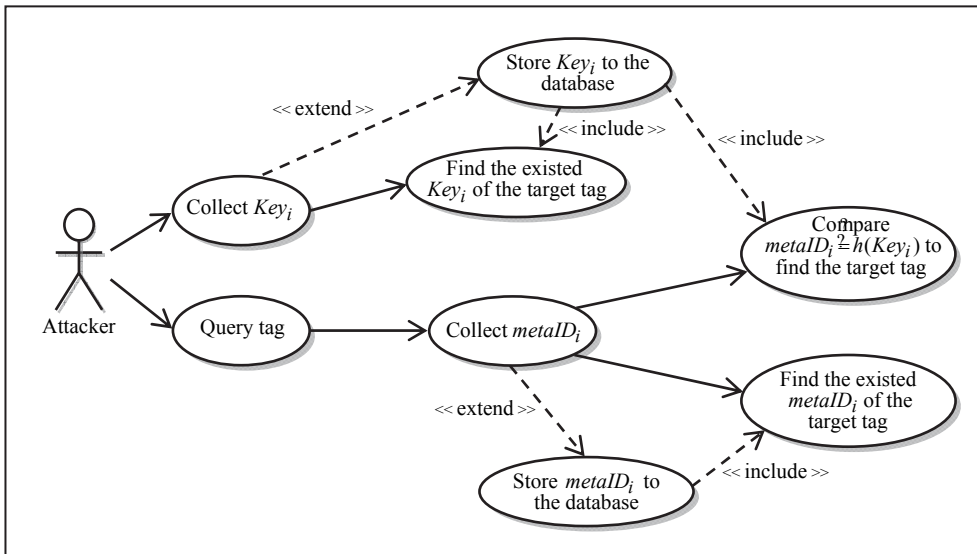 Store Key_i to the
database
<< extend >>
<< include >>
<< include >>
Find the existed
Key_i of the target tag
Collect Key_i
Compare
metaID_i ≟ h(Key_i) to
find the target tag
Attacker
Query tag
Collect metaID_i
Find the existed
metaID_i of the
target tag
<< extend >>
<< include >>
Store metaID_i to
the database